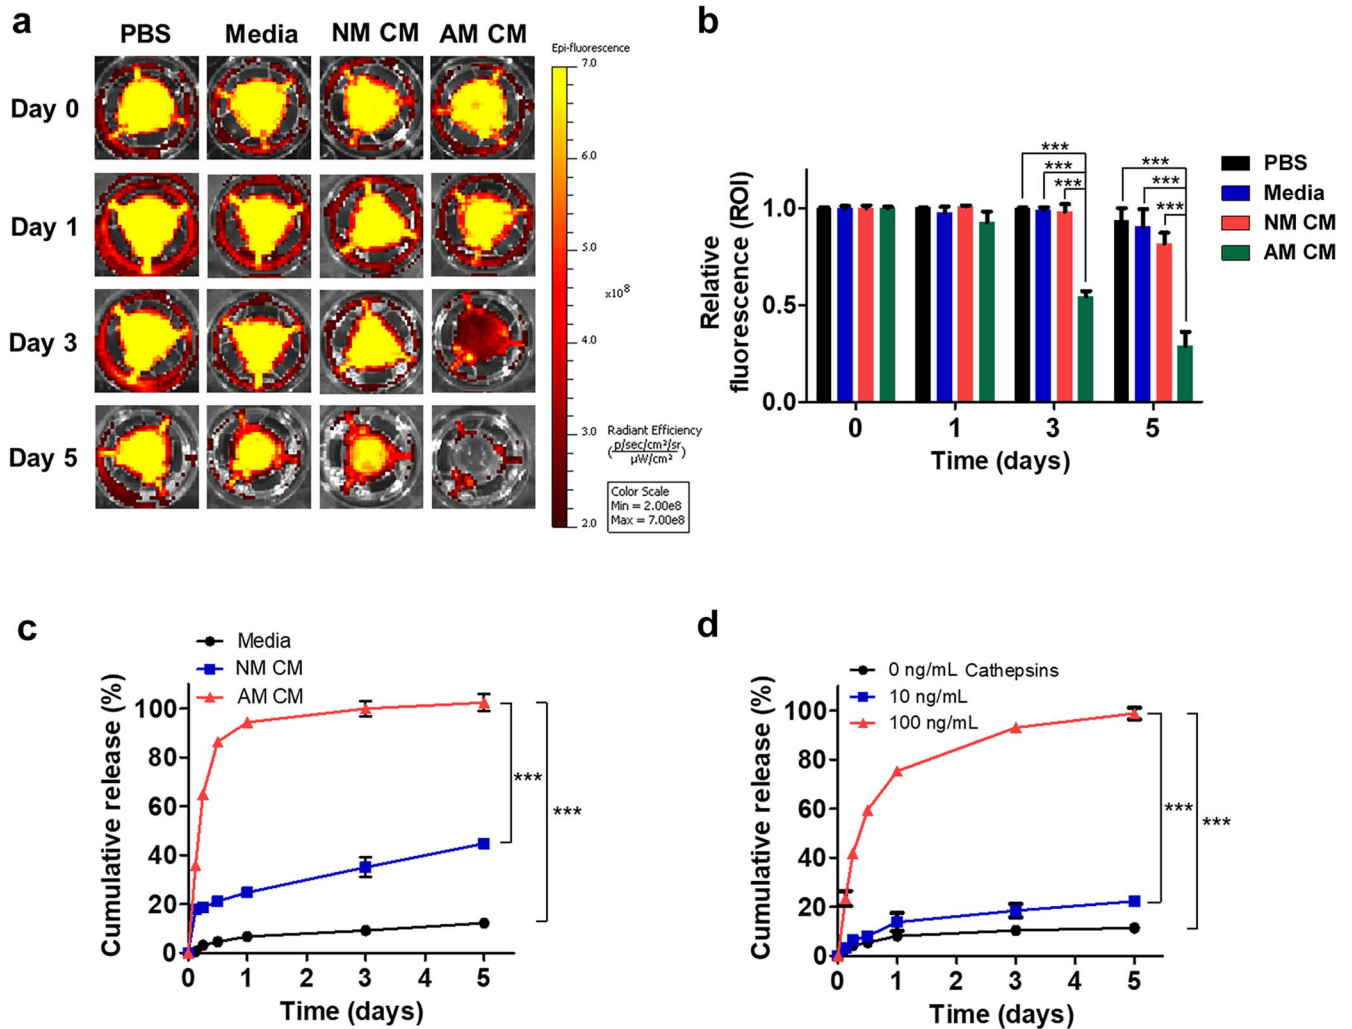 a
PBS Media NM CM AM CM
Day 0
Day 1
Day 3
Day 5
Epi-fluorescence
7.0
6.0
5.0
x10⁸
4.0
3.0
2.0
Radiant Efficiency
(p/sec/cm²/sr
µW/cm²)
Color Scale
Min = 2.00e8
Max = 7.00e8
b
Relative
fluorescence (ROI)
1.0
0.5
0.0
*** *** ***
*** *** ***
0 1 3 5
Time (days)
PBS
Media
NM CM
AM CM
c
Media
NM CM
AM CM
Cumulative release (%)
100
80
60
40
20
0
0 1 2 3 4 5
Time (days)
***
***
d
0 ng/mL Cathepsins
10 ng/mL
100 ng/mL
Cumulative release (%)
100
80
60
40
20
0
0 1 2 3 4 5
Time (days)
***
***